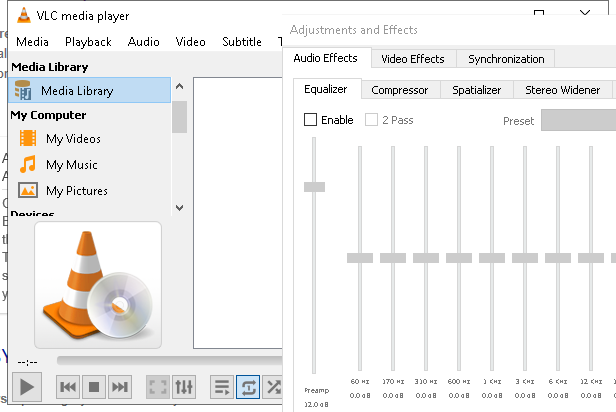 VLC media player
Media Playback Audio Video Subtitle
Media Library
Media Library
My Computer
My Videos
My Music
My Pictures
Devices
--:--
Adjustments and Effects
Audio Effects Video Effects Synchronization
Equalizer Compressor Spatializer Stereo Widener
Enable 2 Pass Preset
60 Hz 170 Hz 310 Hz 600 Hz 1 KHz 3 KHz 6 KHz 12 KHz
Preamp 0.0 dB 0.0 dB 0.0 dB 0.0 dB 0.0 dB 0.0 dB 0.0 dB 0.0 dB
12.0 dB